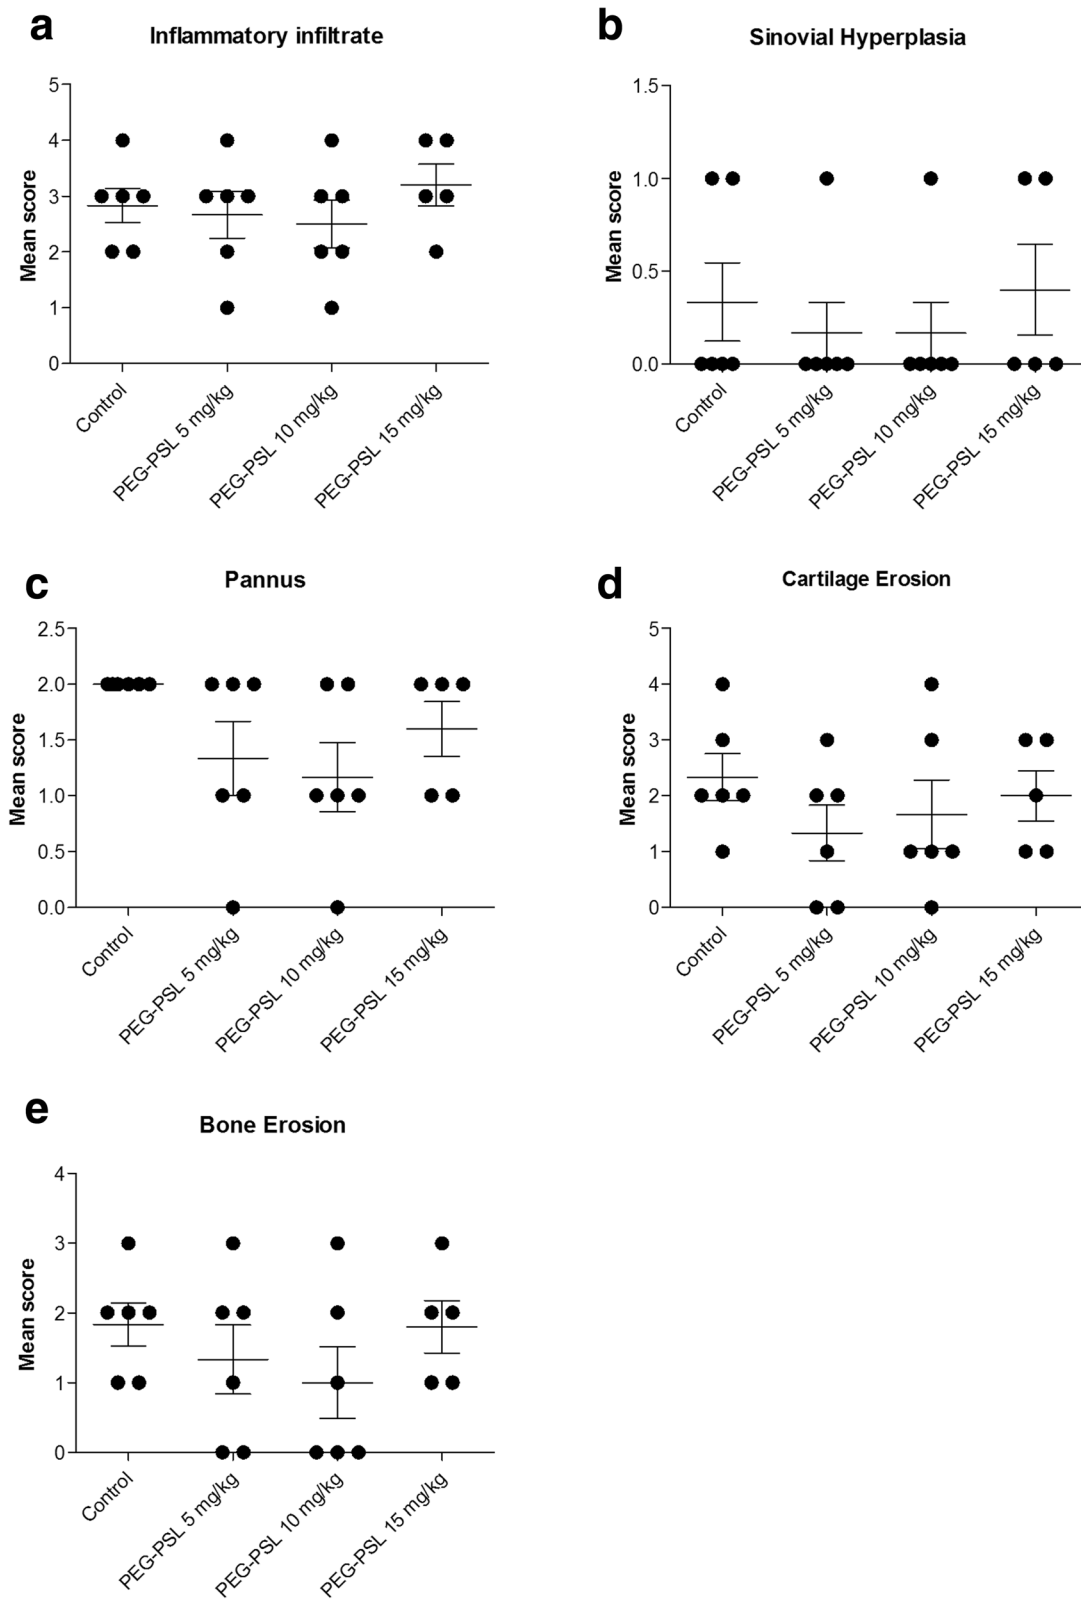 a
Inflammatory infiltrate
Mean score
5
4
3
2
1
0
Control
PEG-PSL 5 mg/kg
PEG-PSL 10 mg/kg
PEG-PSL 15 mg/kg
b
Sinovial Hyperplasia
Mean score
1.5
1.0
0.5
0.0
Control
PEG-PSL 5 mg/kg
PEG-PSL 10 mg/kg
PEG-PSL 15 mg/kg
c
Pannus
Mean score
2.5
2.0
1.5
1.0
0.5
0.0
Control
PEG-PSL 5 mg/kg
PEG-PSL 10 mg/kg
PEG-PSL 15 mg/kg
d
Cartilage Erosion
Mean score
5
4
3
2
1
0
Control
PEG-PSL 5 mg/kg
PEG-PSL 10 mg/kg
PEG-PSL 15 mg/kg
e
Bone Erosion
Mean score
4
3
2
1
0
Control
PEG-PSL 5 mg/kg
PEG-PSL 10 mg/kg
PEG-PSL 15 mg/kg